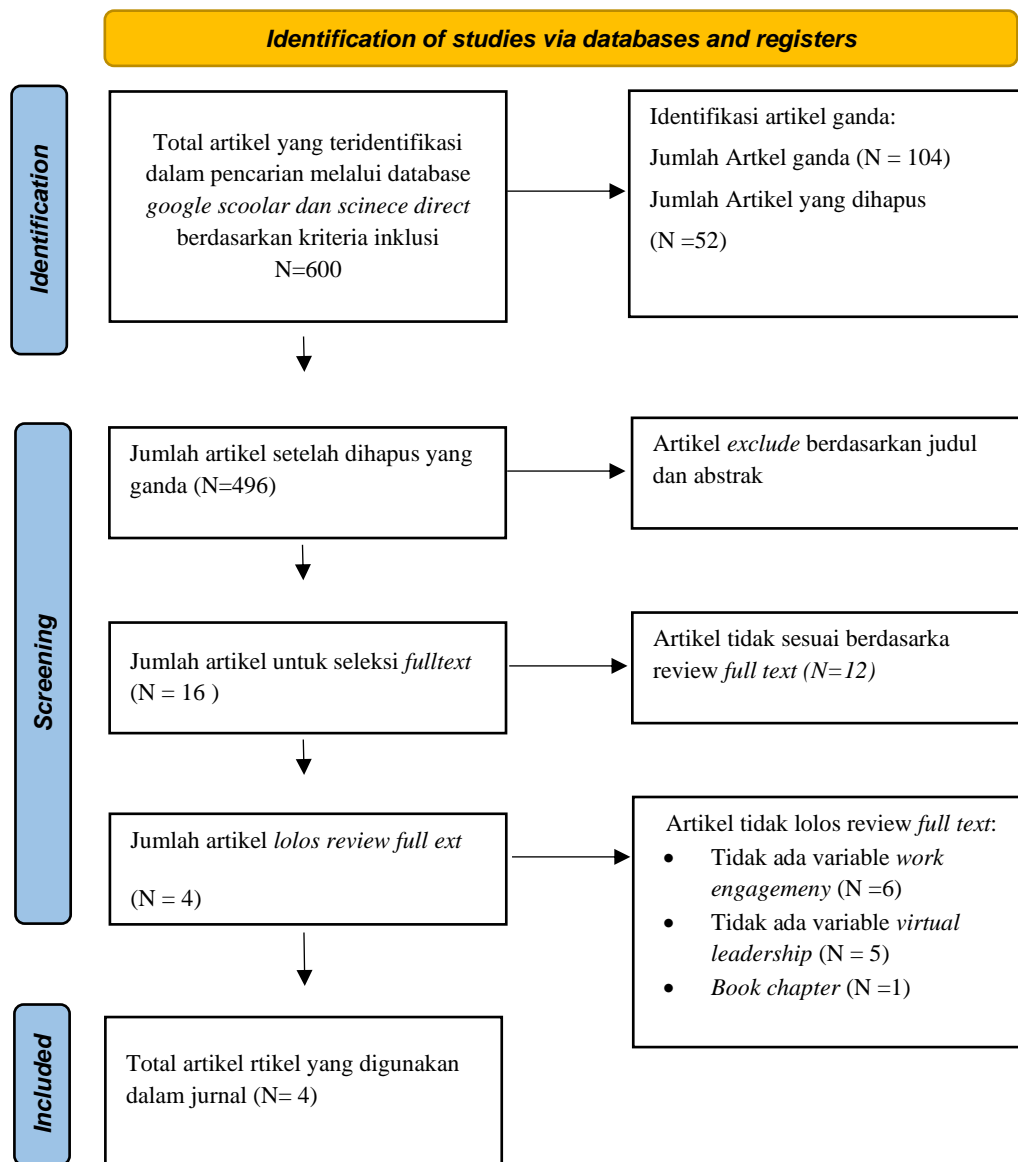 Identification of studies via databases and registers
Identification
Total artikel yang teridentifikasi
dalam pencarian melalui database
google scoolar dan scinece direct
berdasarkan kriteria inklusi
N=600
Identifikasi artikel ganda:
Jumlah Artkel ganda (N = 104)
Jumlah Artikel yang dihapus
(N =52)
Screening
Jumlah artikel setelah dihapus yang
ganda (N=496)
Artikel exclude berdasarkan judul
dan abstrak
Jumlah artikel untuk seleksi fulltext
(N = 16 )
Artikel tidak sesuai berdasarka
review full text (N=12)
Jumlah artikel lolos review full ext
(N = 4)
Artikel tidak lolos review full text:
• Tidak ada variable work
engagemeny (N =6)
• Tidak ada variable virtual
leadership (N = 5)
• Book chapter (N =1)
Included
Total artikel rtikel yang digunakan
dalam jurnal (N= 4)